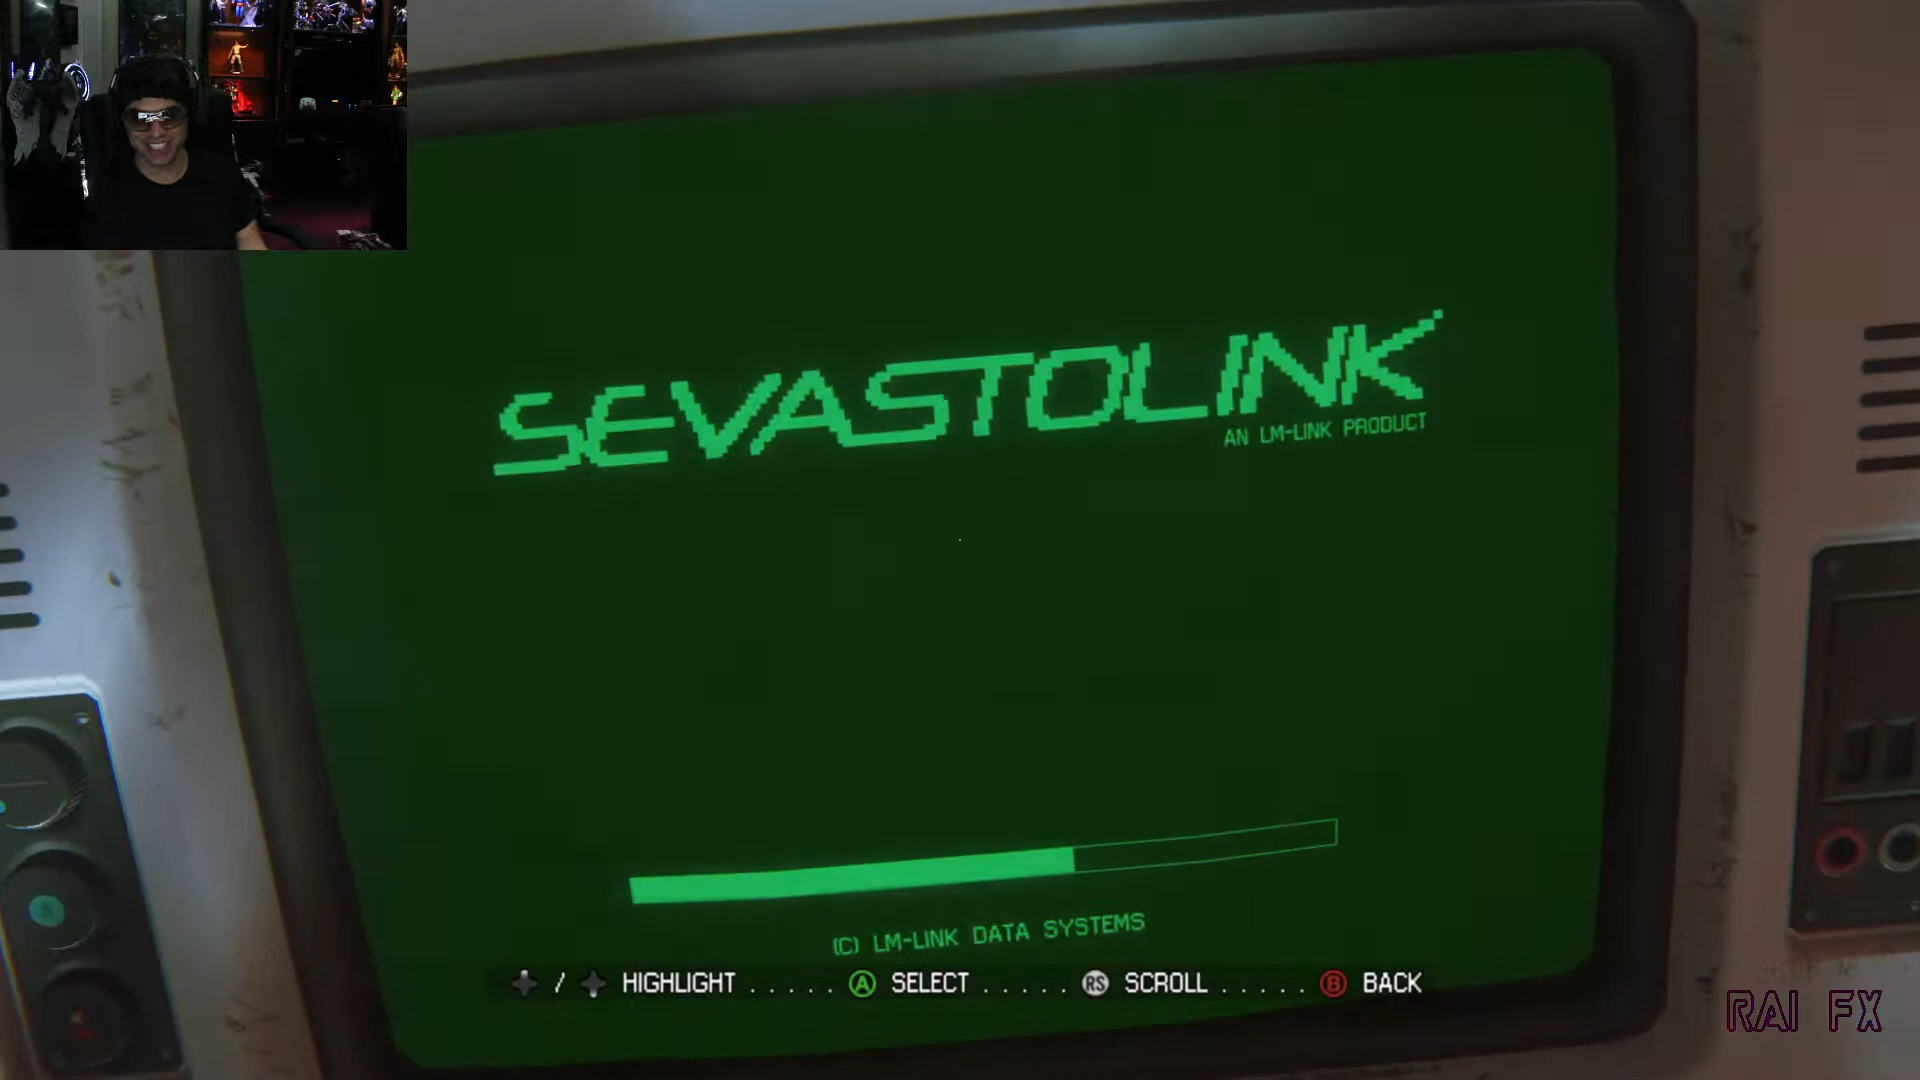 SEVASTOLINK
AN LM-LINK PRODUCT
(C) LM-LINK DATA SYSTEMS
/ HIGHLIGHT ..... A SELECT ..... RS SCROLL ..... B BACK
RAI FX